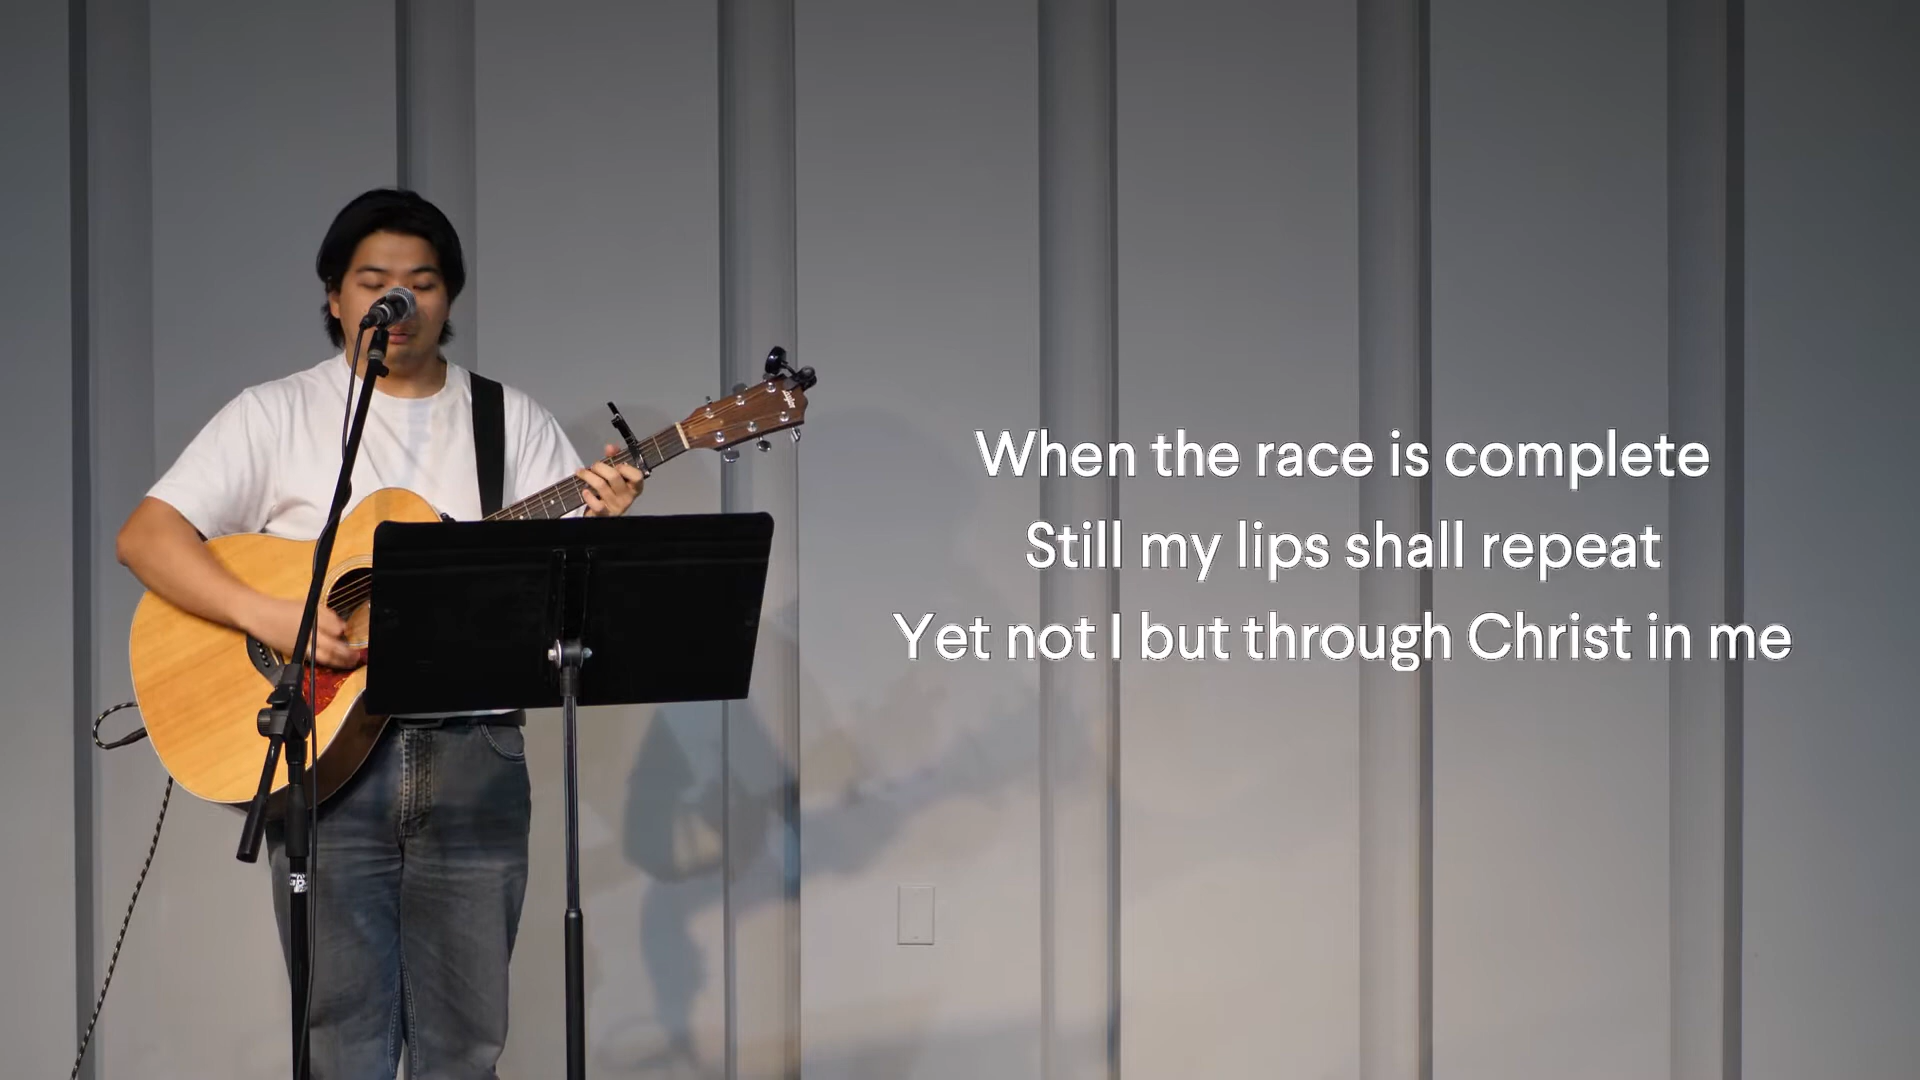 When the race is complete
Still my lips shall repeat
Yet not I but through Christ in me